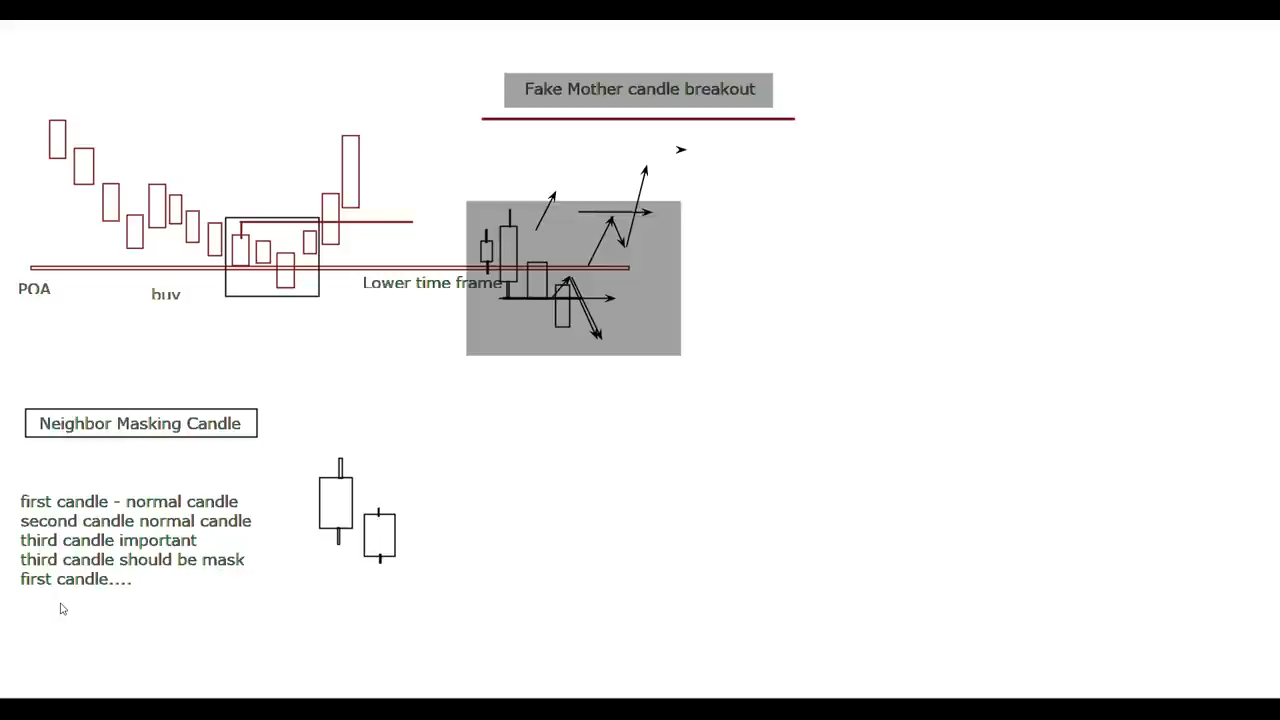 Fake Mother candle breakout
POA
buy
Lower time frame
Neighbor Masking Candle
first candle - normal candle
second candle normal candle
third candle important
third candle should be mask
first candle....